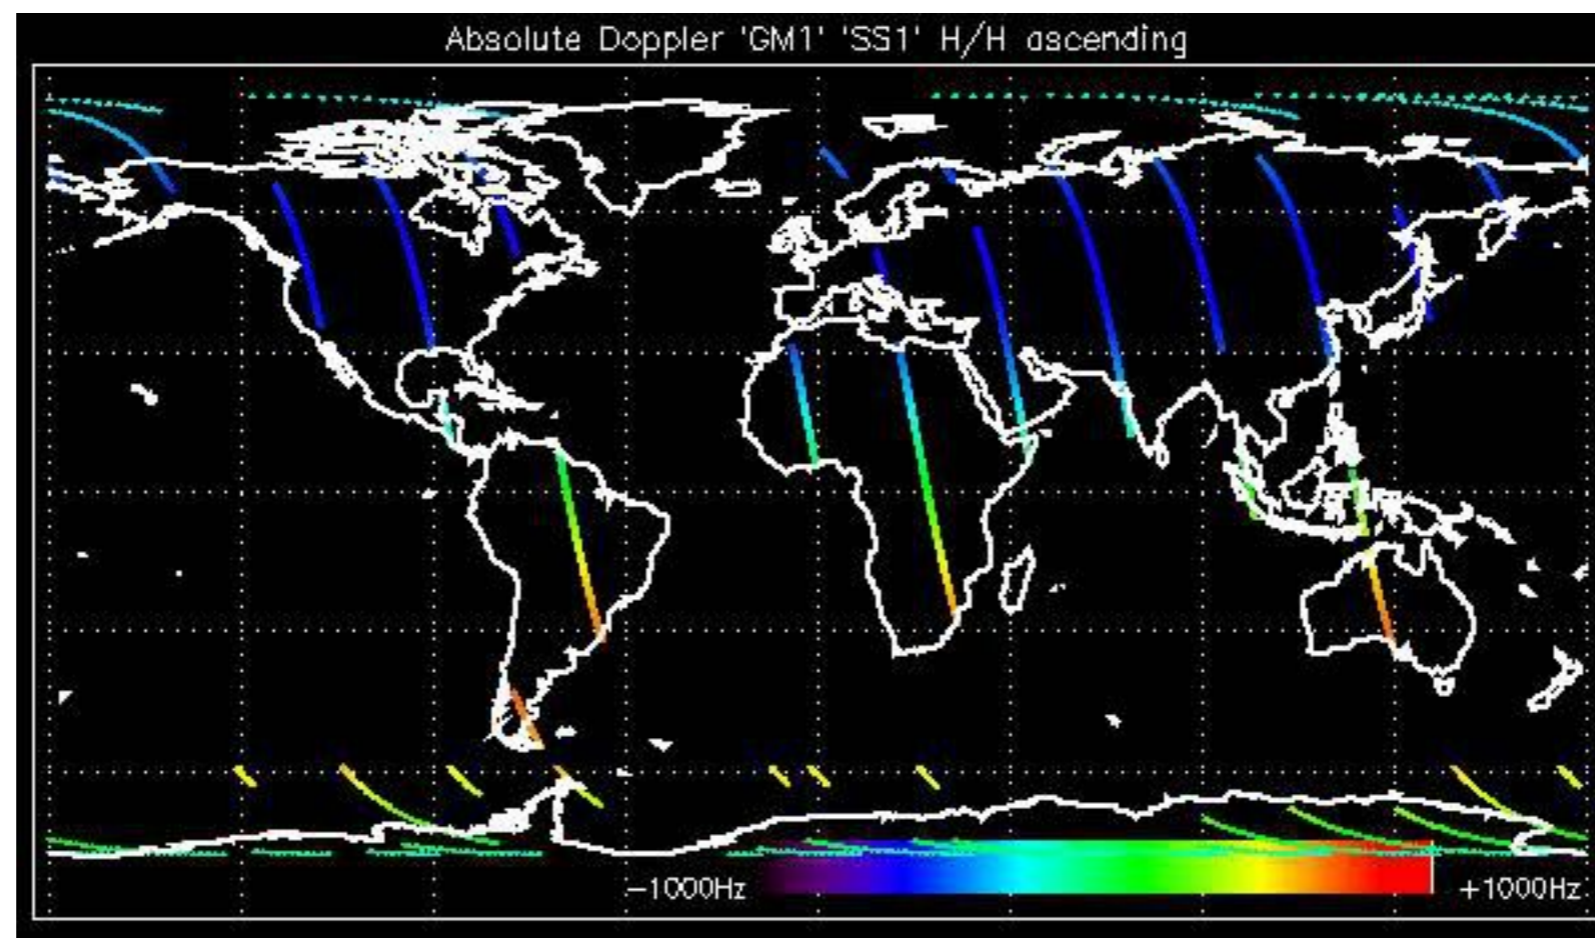 Absolute Doppler 'GM1' 'SS1' H/H ascending
-1000Hz
+1000Hz